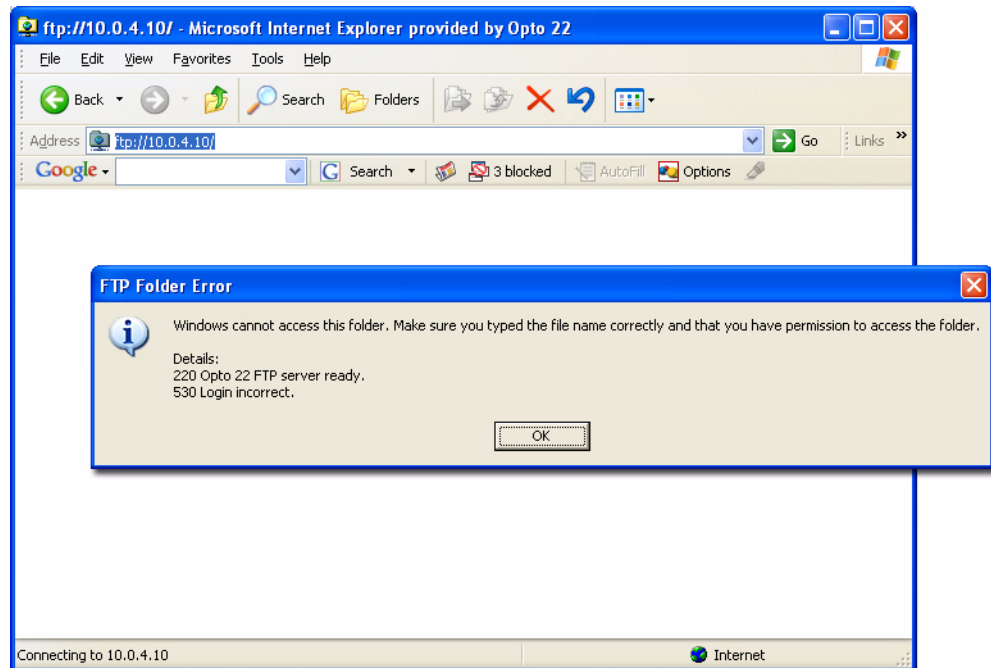 ftp://10.0.4.10/ - Microsoft Internet Explorer provided by Opto 22
File Edit View Favorites Tools Help
Back Search Folders
Address ftp://10.0.4.10/ Go Links »
Google G Search 3 blocked AutoFill Options
FTP Folder Error
Windows cannot access this folder. Make sure you typed the file name correctly and that you have permission to access the folder.
Details:
220 Opto 22 FTP server ready.
530 Login incorrect.
OK
Connecting to 10.0.4.10 Internet